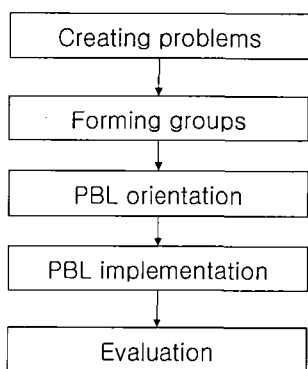 Creating problems
Forming groups
PBL orientation
PBL implementation
Evaluation